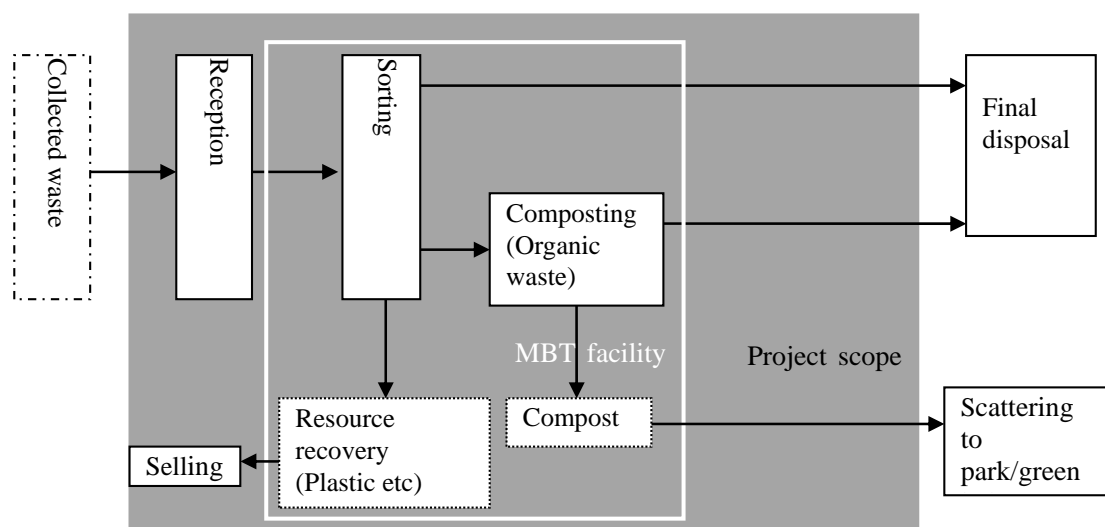 Collected waste
Reception
Sorting
Final
disposal
Composting
(Organic
waste)
MBT facility
Project scope
Resource
recovery
(Plastic etc)
Compost
Scattering
to
park/green
Selling